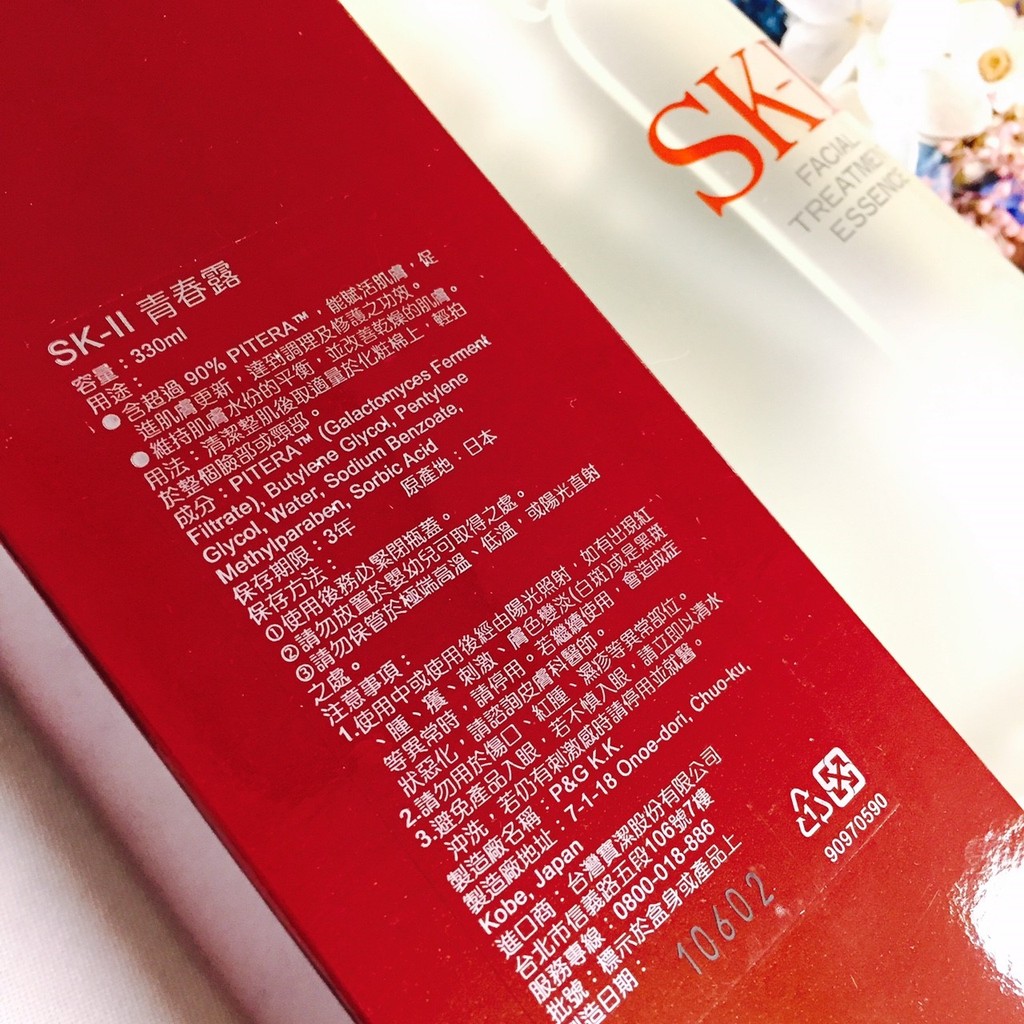 SK-II
FACIAL
TREATMENT
ESSENCE
SK-II 青春露
容量：330ml
用途：
●含超過 90% PITERA™，能賦活肌膚，促
進肌膚更新，達到調理及修護之功效。
●維持肌膚水份的平衡，並改善乾燥的肌膚。
用法：清潔整肌後取適量於化粧棉上，輕拍
於整個臉部或頸部。
成分：PITERA™ (Galactomyces Ferment
Filtrate), Butylene Glycol, Pentylene
Glycol, Water, Sodium Benzoate,
Methylparaben, Sorbic Acid
保存期限：3年 原產地：日本
保存方法：
①使用後務必緊閉瓶蓋。
②請勿放置於嬰幼兒可取得之處。
③請勿保管於極端高溫、低溫，或陽光直射
之處。
注意事項：
1.使用中或使用後經由陽光照射，如有出現紅
、腫、癢、刺激、膚色變淡(白斑)或是黑斑
等異常時，請停用。若繼續使用，會造成症
狀惡化，請諮詢皮膚科醫師。
2.請勿用於傷口、紅腫、濕疹等異常部位。
3.避免產品入眼，若不慎入眼，請立即以清水
沖洗，若仍有刺激感時請停用並就醫。
製造廠名稱：P&G K.K.
製造廠地址：7-1-18 Onoe-dori, Chuo-ku,
Kobe, Japan
進口商：台灣寶潔股份有限公司
台北市信義路五段106號7樓
服務專線：0800-018-886
批號：標示於盒身或產品上
製造日期：
10602
1
90970590